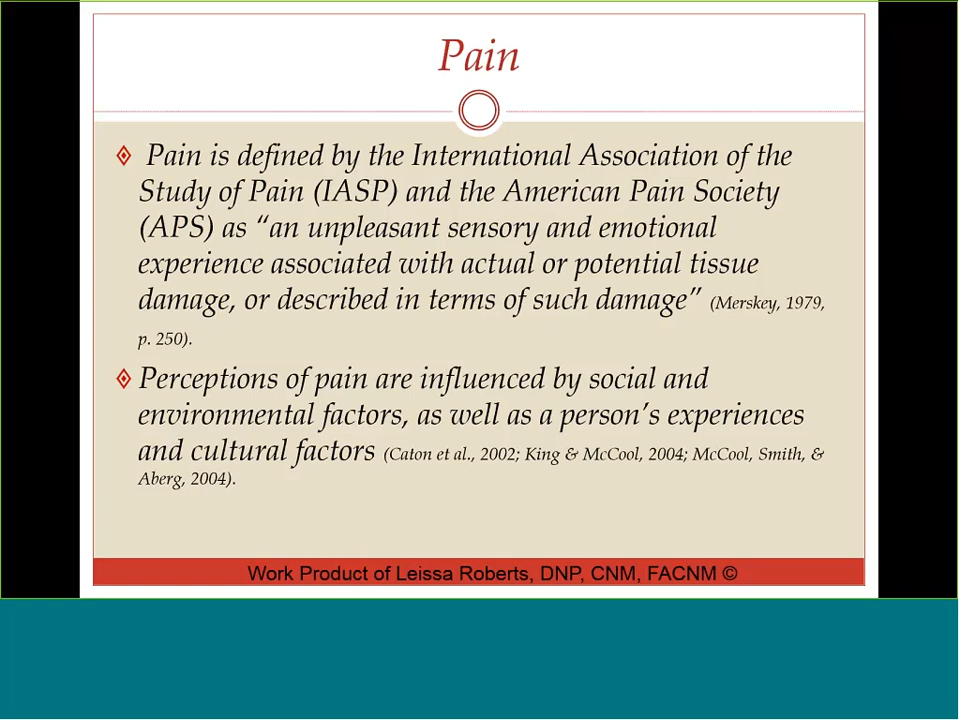 Pain
Pain is defined by the International Association of the
Study of Pain (IASP) and the American Pain Society
(APS) as “an unpleasant sensory and emotional
experience associated with actual or potential tissue
damage, or described in terms of such damage” (Merskey, 1979,
p. 250).
Perceptions of pain are influenced by social and
environmental factors, as well as a person’s experiences
and cultural factors (Caton et al., 2002; King & McCool, 2004; McCool, Smith, &
Aberg, 2004).
Work Product of Leissa Roberts, DNP, CNM, FACNM ©